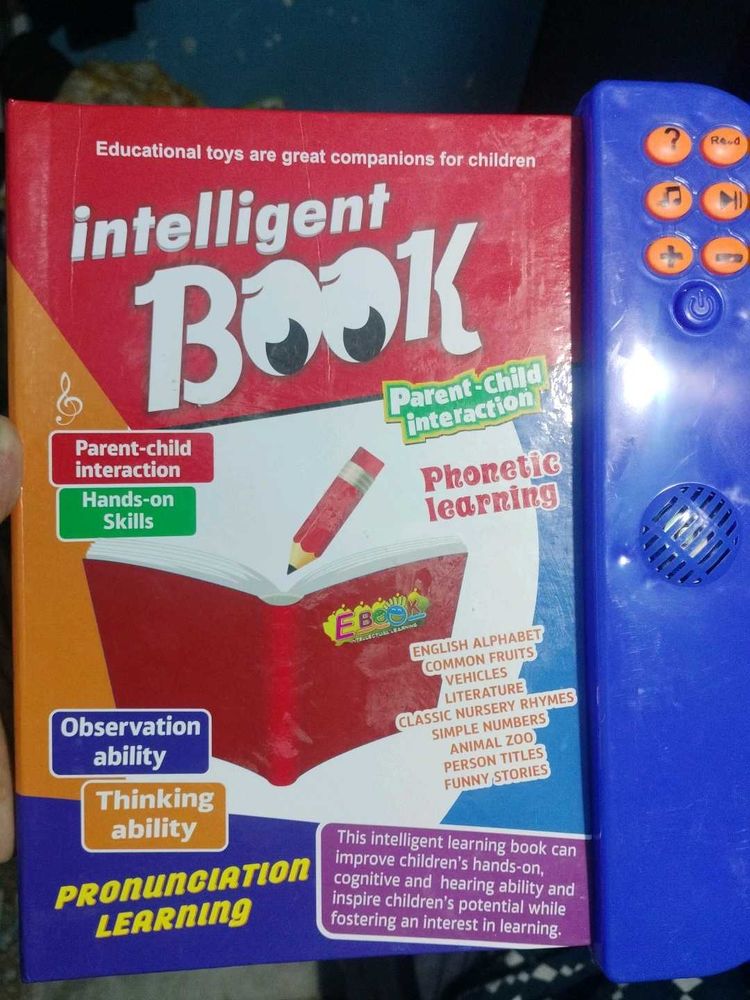 Educational toys are great companions for children
intelligent
BOOK
Parent-child
interaction
Parent-child
interaction
Hands-on
Skills
Phonetic
learning
EBOOK
INTELLECTUAL LEARNING
ENGLISH ALPHABET
COMMON FRUITS
VEHICLES
LITERATURE
CLASSIC NURSERY RHYMES
SIMPLE NUMBERS
ANIMAL ZOO
PERSON TITLES
FUNNY STORIES
Observation
ability
Thinking
ability
PRONUNCIATION
LEARNING
This intelligent learning book can
improve children's hands-on,
cognitive and hearing ability and
inspire children's potential while
fostering an interest in learning.
? Read
+ -